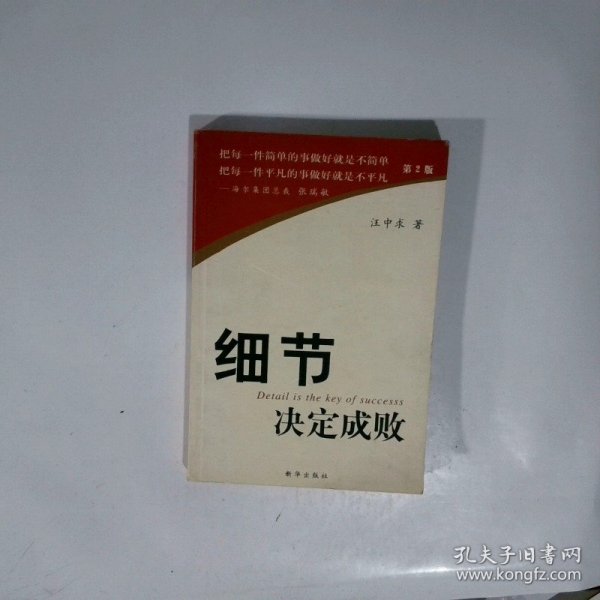 把每一件简单的事做好就是不简单
把每一件平凡的事做好就是不平凡
——海尔集团总裁 张瑞敏
第2版
汪中求 著
细节
Detail is the key of successs
决定成败
新华出版社
孔夫子旧书网
www.kongfz.com